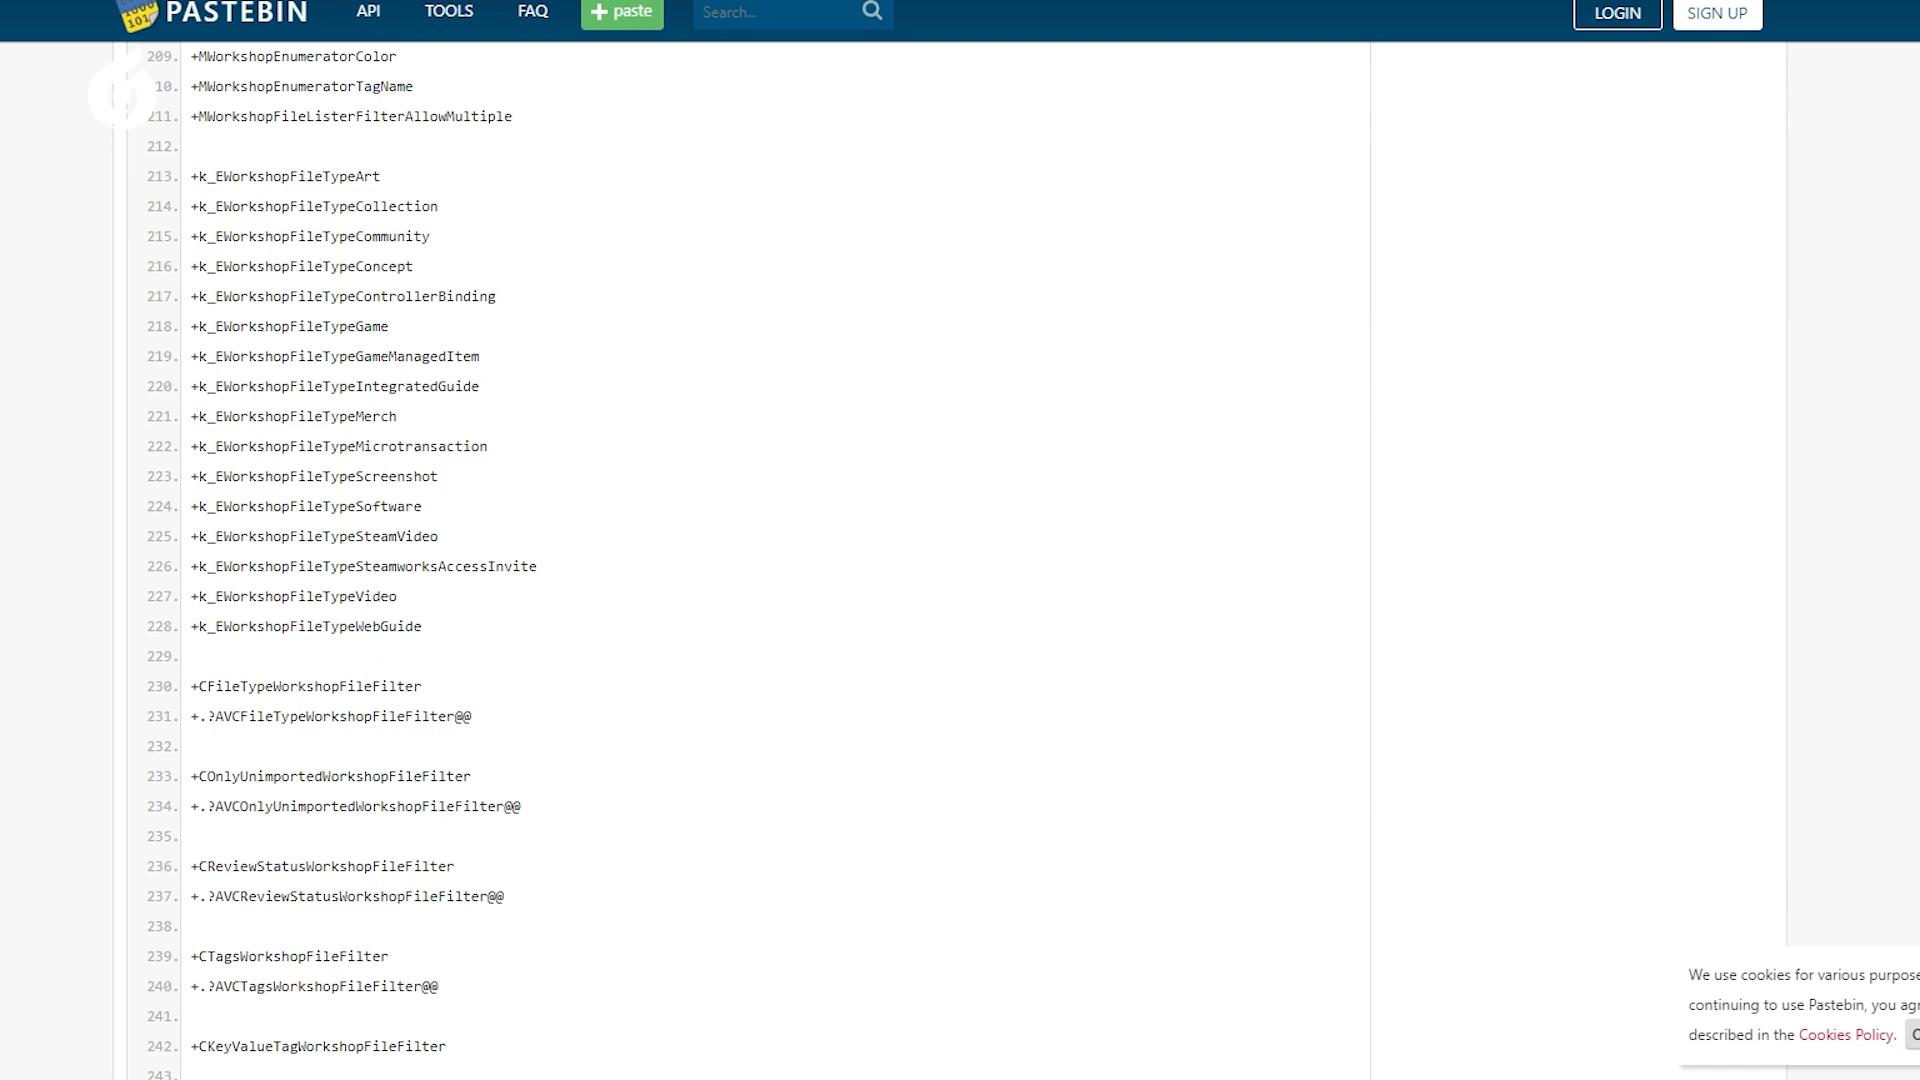 PASTEBIN API TOOLS FAQ + paste Search... LOGIN SIGN UP
209. +MWorkshopEnumeratorColor
10. +MWorkshopEnumeratorTagName
211. +MWorkshopFileListerFilterAllowMultiple
212.
213. +k_EWorkshopFileTypeArt
214. +k_EWorkshopFileTypeCollection
215. +k_EWorkshopFileTypeCommunity
216. +k_EWorkshopFileTypeConcept
217. +k_EWorkshopFileTypeControllerBinding
218. +k_EWorkshopFileTypeGame
219. +k_EWorkshopFileTypeGameManagedItem
220. +k_EWorkshopFileTypeIntegratedGuide
221. +k_EWorkshopFileTypeMerch
222. +k_EWorkshopFileTypeMicrotransaction
223. +k_EWorkshopFileTypeScreenshot
224. +k_EWorkshopFileTypeSoftware
225. +k_EWorkshopFileTypeSteamVideo
226. +k_EWorkshopFileTypeSteamworksAccessInvite
227. +k_EWorkshopFileTypeVideo
228. +k_EWorkshopFileTypeWebGuide
229.
230. +CFileTypeWorkshopFileFilter
231. +.?AVCFileTypeWorkshopFileFilter@@
232.
233. +COnlyUnimportedWorkshopFileFilter
234. +.?AVCOnlyUnimportedWorkshopFileFilter@@
235.
236. +CReviewStatusWorkshopFileFilter
237. +.?AVCReviewStatusWorkshopFileFilter@@
238.
239. +CTagsWorkshopFileFilter
240. +.?AVCTagsWorkshopFileFilter@@
241.
242. +CKeyValueTagWorkshopFileFilter
243.
We use cookies for various purpose
continuing to use Pastebin, you agr
described in the Cookies Policy.